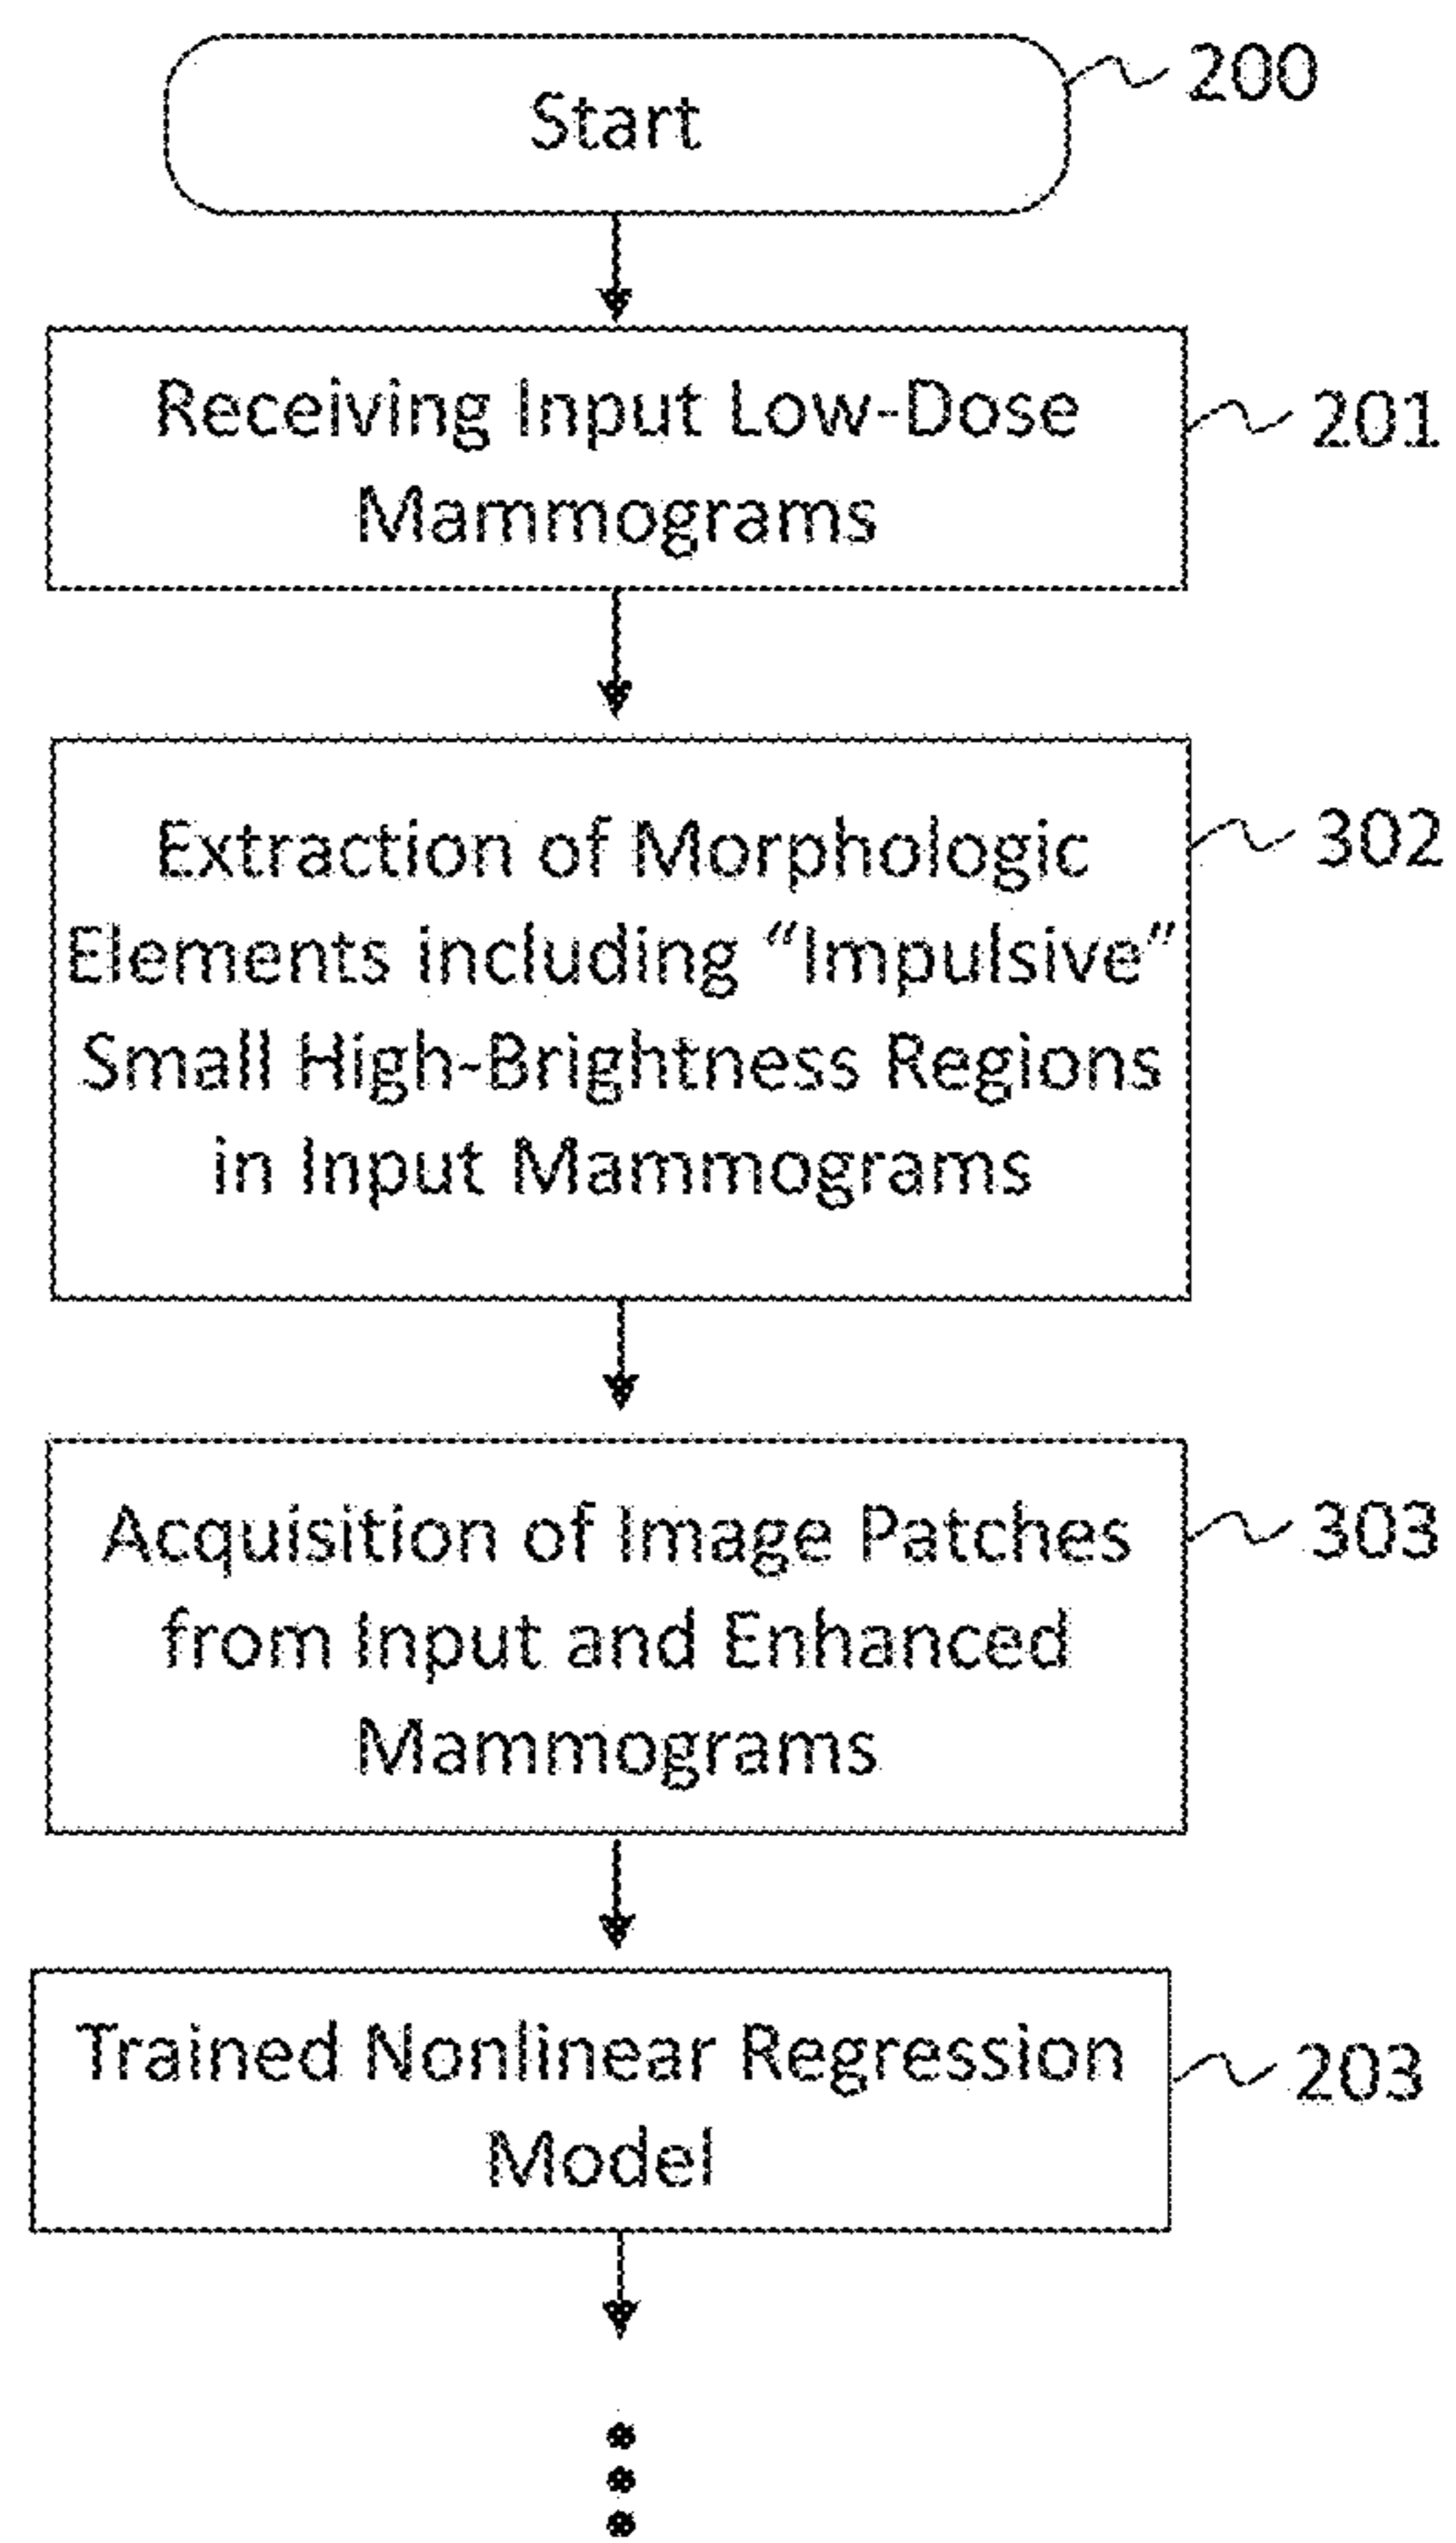 Start
200
Receiving Input Low-Dose
Mammograms
201
Extraction of Morphologic
Elements including “Impulsive”
Small High-Brightness Regions
in Input Mammograms
302
Acquisition of Image Patches
from Input and Enhanced
Mammograms
303
Trained Nonlinear Regression
Model
203